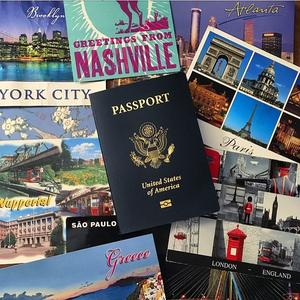 Brooklyn
GREETINGS FROM
NASHVILLE
Atlanta
YORK CITY
PASSPORT
United States
of America
Paris
Wuppertal
SÃO PAULO
Greece
LONDON - ENGLAND